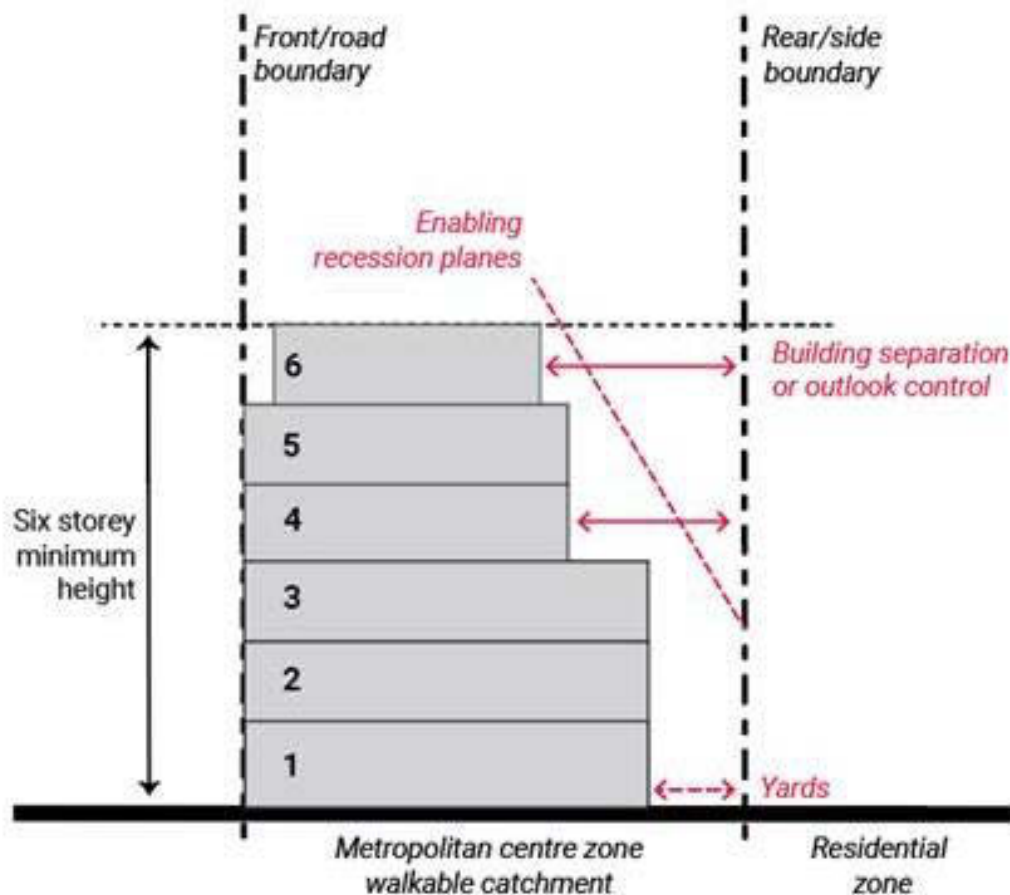 Front/road
boundary
Rear/side
boundary
Enabling
recession planes
6
Building separation
or outlook control
5
4
Six storey
minimum
height
3
2
1
Yards
Metropolitan centre zone
walkable catchment
Residential
zone